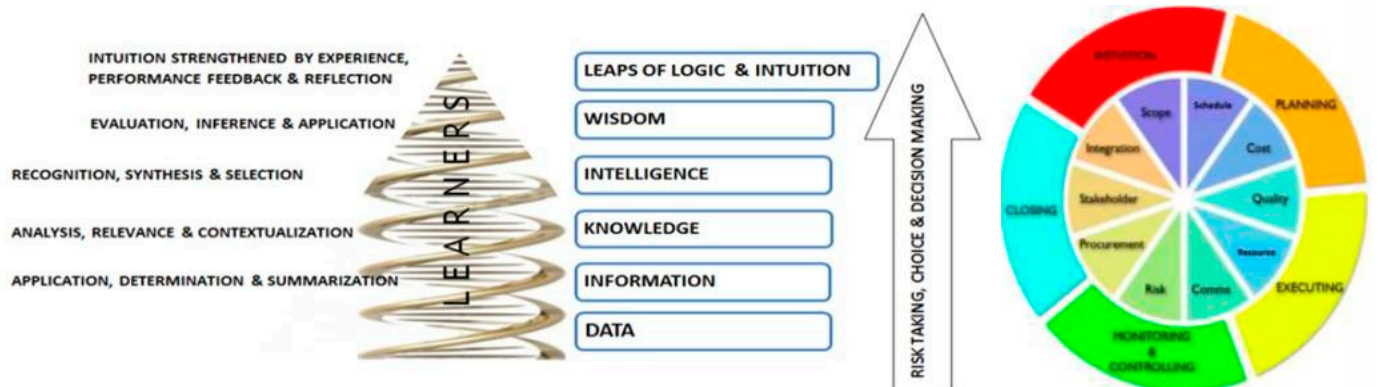 INTUITION STRENGTHENED BY EXPERIENCE,
PERFORMANCE FEEDBACK & REFLECTION
EVALUATION, INFERENCE & APPLICATION
RECOGNITION, SYNTHESIS & SELECTION
ANALYSIS, RELEVANCE & CONTEXTUALIZATION
APPLICATION, DETERMINATION & SUMMARIZATION
LEARNERS
LEAPS OF LOGIC & INTUITION
WISDOM
INTELLIGENCE
KNOWLEDGE
INFORMATION
DATA
RISK TAKING, CHOICE & DECISION MAKING
INITIATION
PLANNING
EXECUTING
MONITORING
&
CONTROLLING
CLOSING
Scope
Schedule
Cost
Quality
Resource
Comms
Risk
Procurement
Stakeholder
Integration